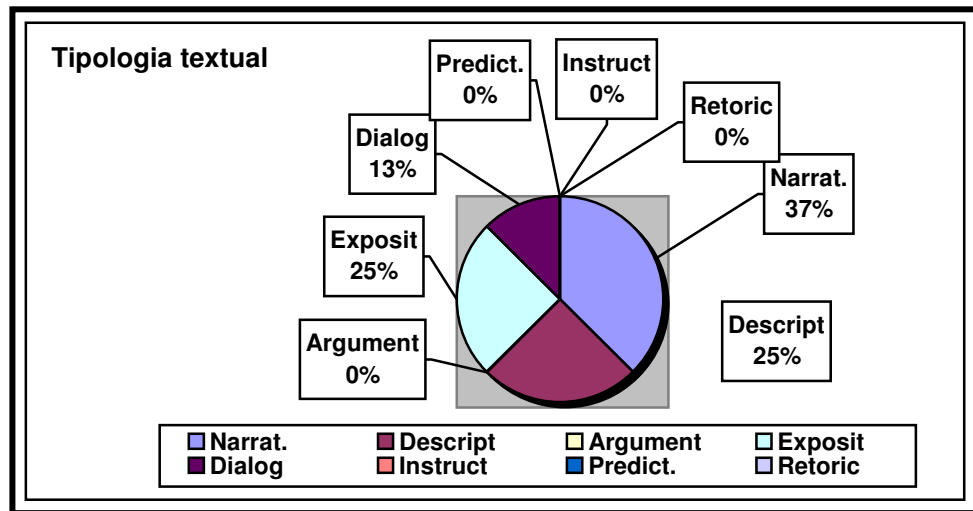 Tipologia textual
Predict.
0%
Instruct
0%
Retoric
0%
Dialog
13%
Narrat.
37%
Exposit
25%
Descript
25%
Argument
0%
Narrat. Descript Argument Exposit
Dialog Instruct Predict. Retoric